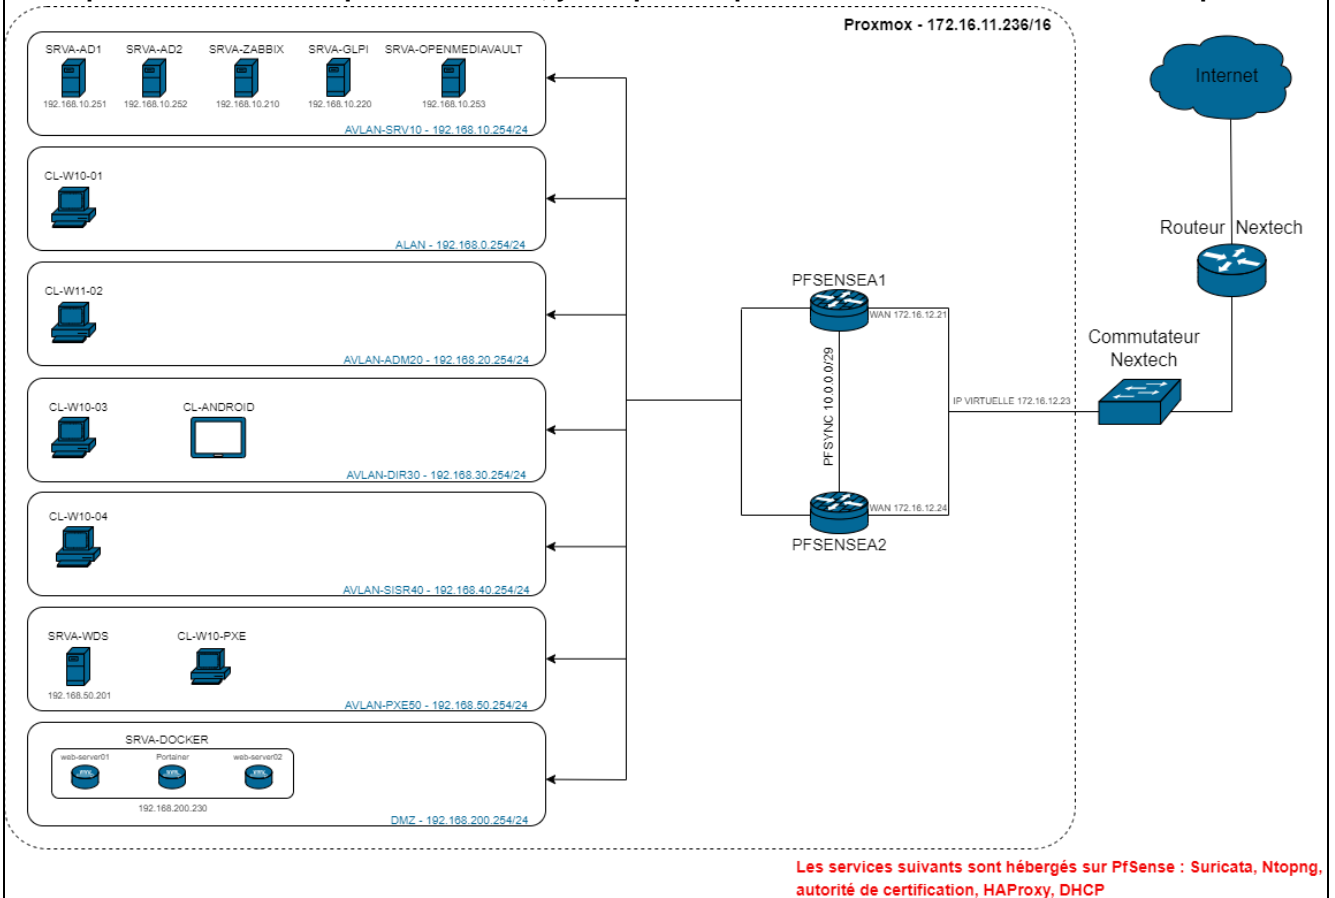 Proxmox - 172.16.11.236/16
SRVA-AD1
SRVA-AD2
SRVA-ZABBIX
SRVA-GLPI
SRVA-OPENMEDIAVAULT
192.168.10.251
192.168.10.252
192.168.10.210
192.168.10.220
192.168.10.253
AVLAN-SRV10 - 192.168.10.254/24
CL-W10-01
ALAN - 192.168.0.254/24
CL-W11-02
AVLAN-ADM20 - 192.168.20.254/24
CL-W10-03
CL-ANDROID
AVLAN-DIR30 - 192.168.30.254/24
CL-W10-04
AVLAN-SISR40 - 192.168.40.254/24
SRVA-WDS
CL-W10-PXE
192.168.50.201
AVLAN-PXE50 - 192.168.50.254/24
SRVA-DOCKER
web-server01
Portainer
web-server02
192.168.200.230
DMZ - 192.168.200.254/24
PFSENSEA1
WAN 172.16.12.21
PFSYNC 10.0.0.0/29
IP VIRTUELLE 172.16.12.23
WAN 172.16.12.24
PFSENSEA2
Internet
Routeur Nextech
Commutateur
Nextech
Les services suivants sont hébergés sur PfSense : Suricata, Ntopng,
autorité de certification, HAProxy, DHCP